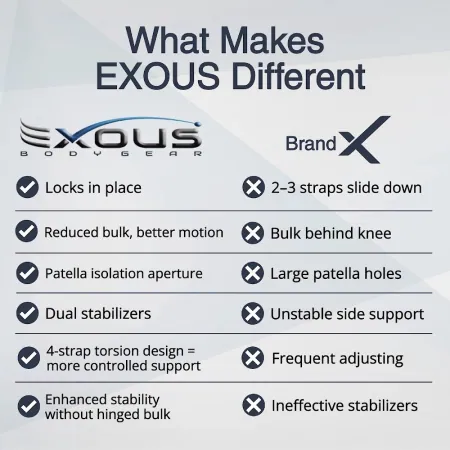 What Makes
EXOUS Different
EXOUS
BODYGEAR
Brand X
Locks in place
2–3 straps slide down
Reduced bulk, better motion
Bulk behind knee
Patella isolation aperture
Large patella holes
Dual stabilizers
Unstable side support
4-strap torsion design =
more controlled support
Frequent adjusting
Enhanced stability
without hinged bulk
Ineffective stabilizers